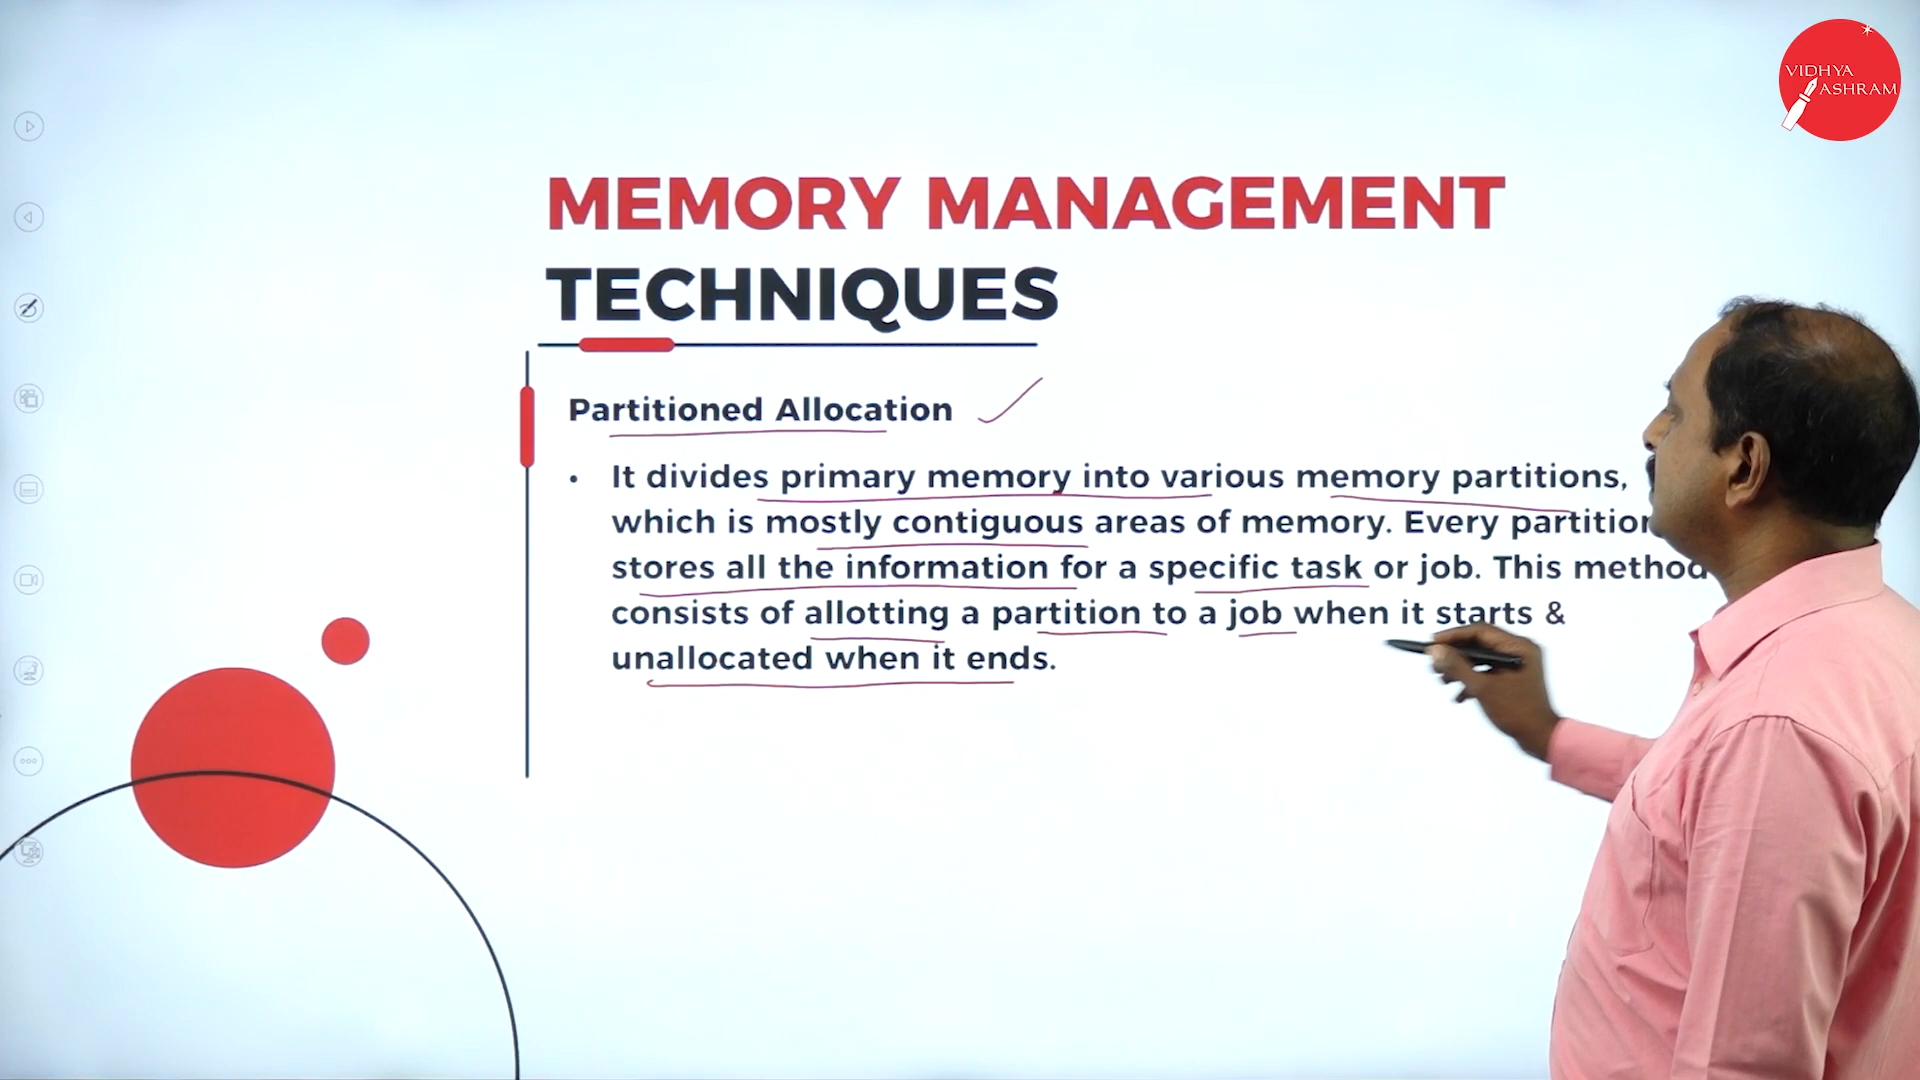 VIDHYA
ASHRAM
MEMORY MANAGEMENT
TECHNIQUES
Partitioned Allocation
• It divides primary memory into various memory partitions,
which is mostly contiguous areas of memory. Every partition
stores all the information for a specific task or job. This method
consists of allotting a partition to a job when it starts &
unallocated when it ends.